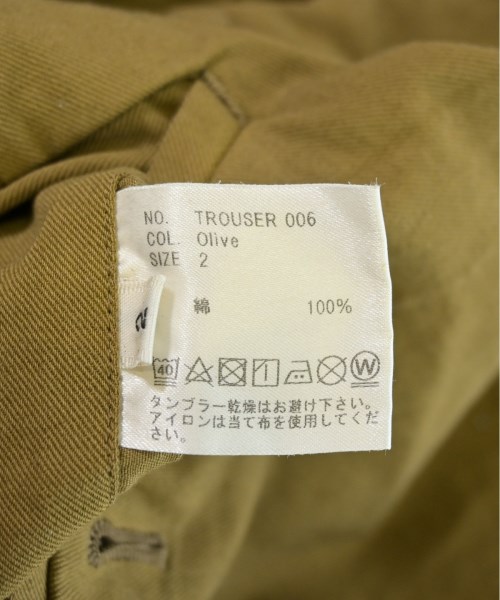 NO. TROUSER 006
COL. Olive
SIZE 2
綿 100%
2
40 W
タンブラー乾燥はお避け下さい。
アイロンは当て布を使用してくだ
さい。